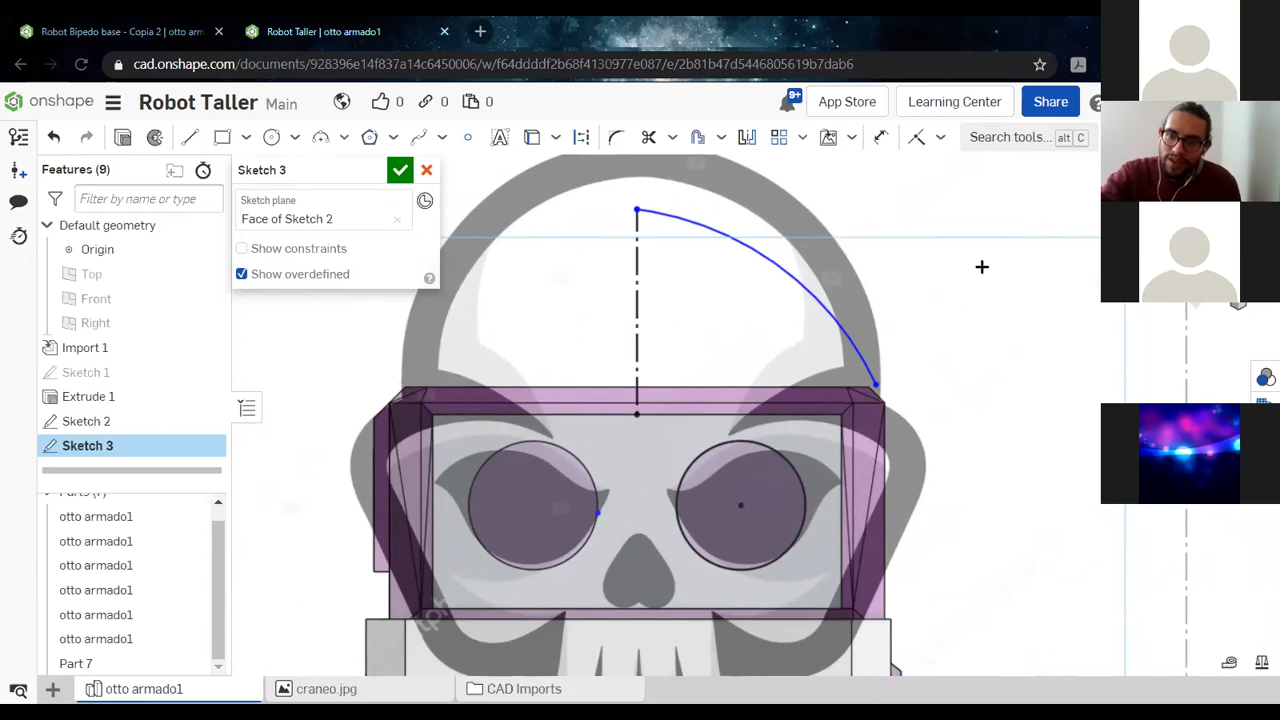 Robot Bipedo base - Copia 2 | otto arm
Robot Taller | otto armado1
cad.onshape.com/documents/928396e14f837a14c6450006/w/f64ddddf2b68f4130977e087/e/2b81b47d5446805619b7dab6
onshape
Robot Taller Main
0
0
0
9+
App Store
Learning Center
Share
Search tools... alt C
Features (9)
Filter by name or type
Default geometry
Origin
Top
Front
Right
Import 1
Sketch 1
Extrude 1
Sketch 2
Sketch 3
Parts (7)
otto armado1
otto armado1
otto armado1
otto armado1
otto armado1
otto armado1
Part 7
Sketch 3
Sketch plane
Face of Sketch 2
Show constraints
Show overdefined
otto armado1
craneo.jpg
CAD Imports